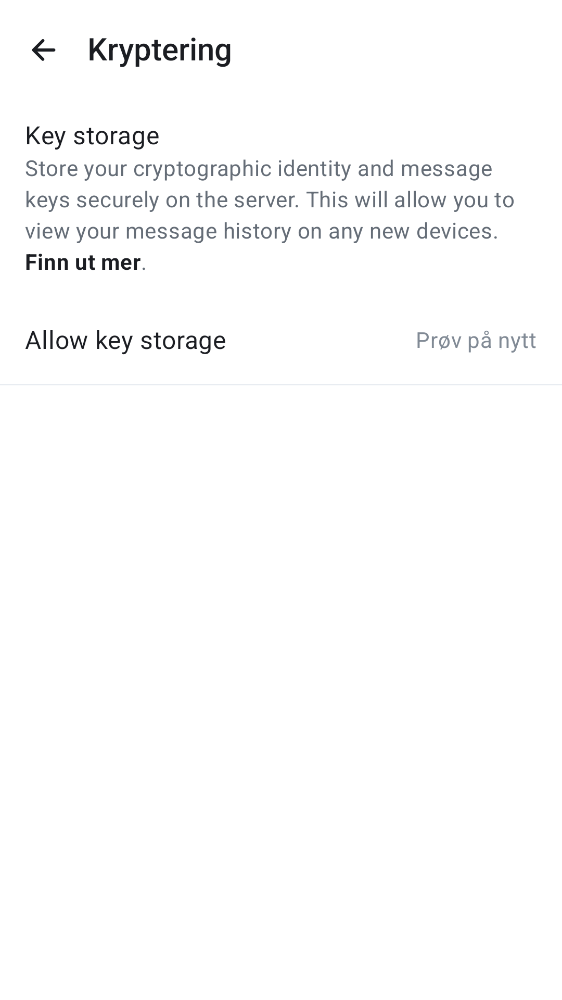 Kryptering
Key storage
Store your cryptographic identity and message
keys securely on the server. This will allow you to
view your message history on any new devices.
Finn ut mer.
Allow key storage Prøv på nytt